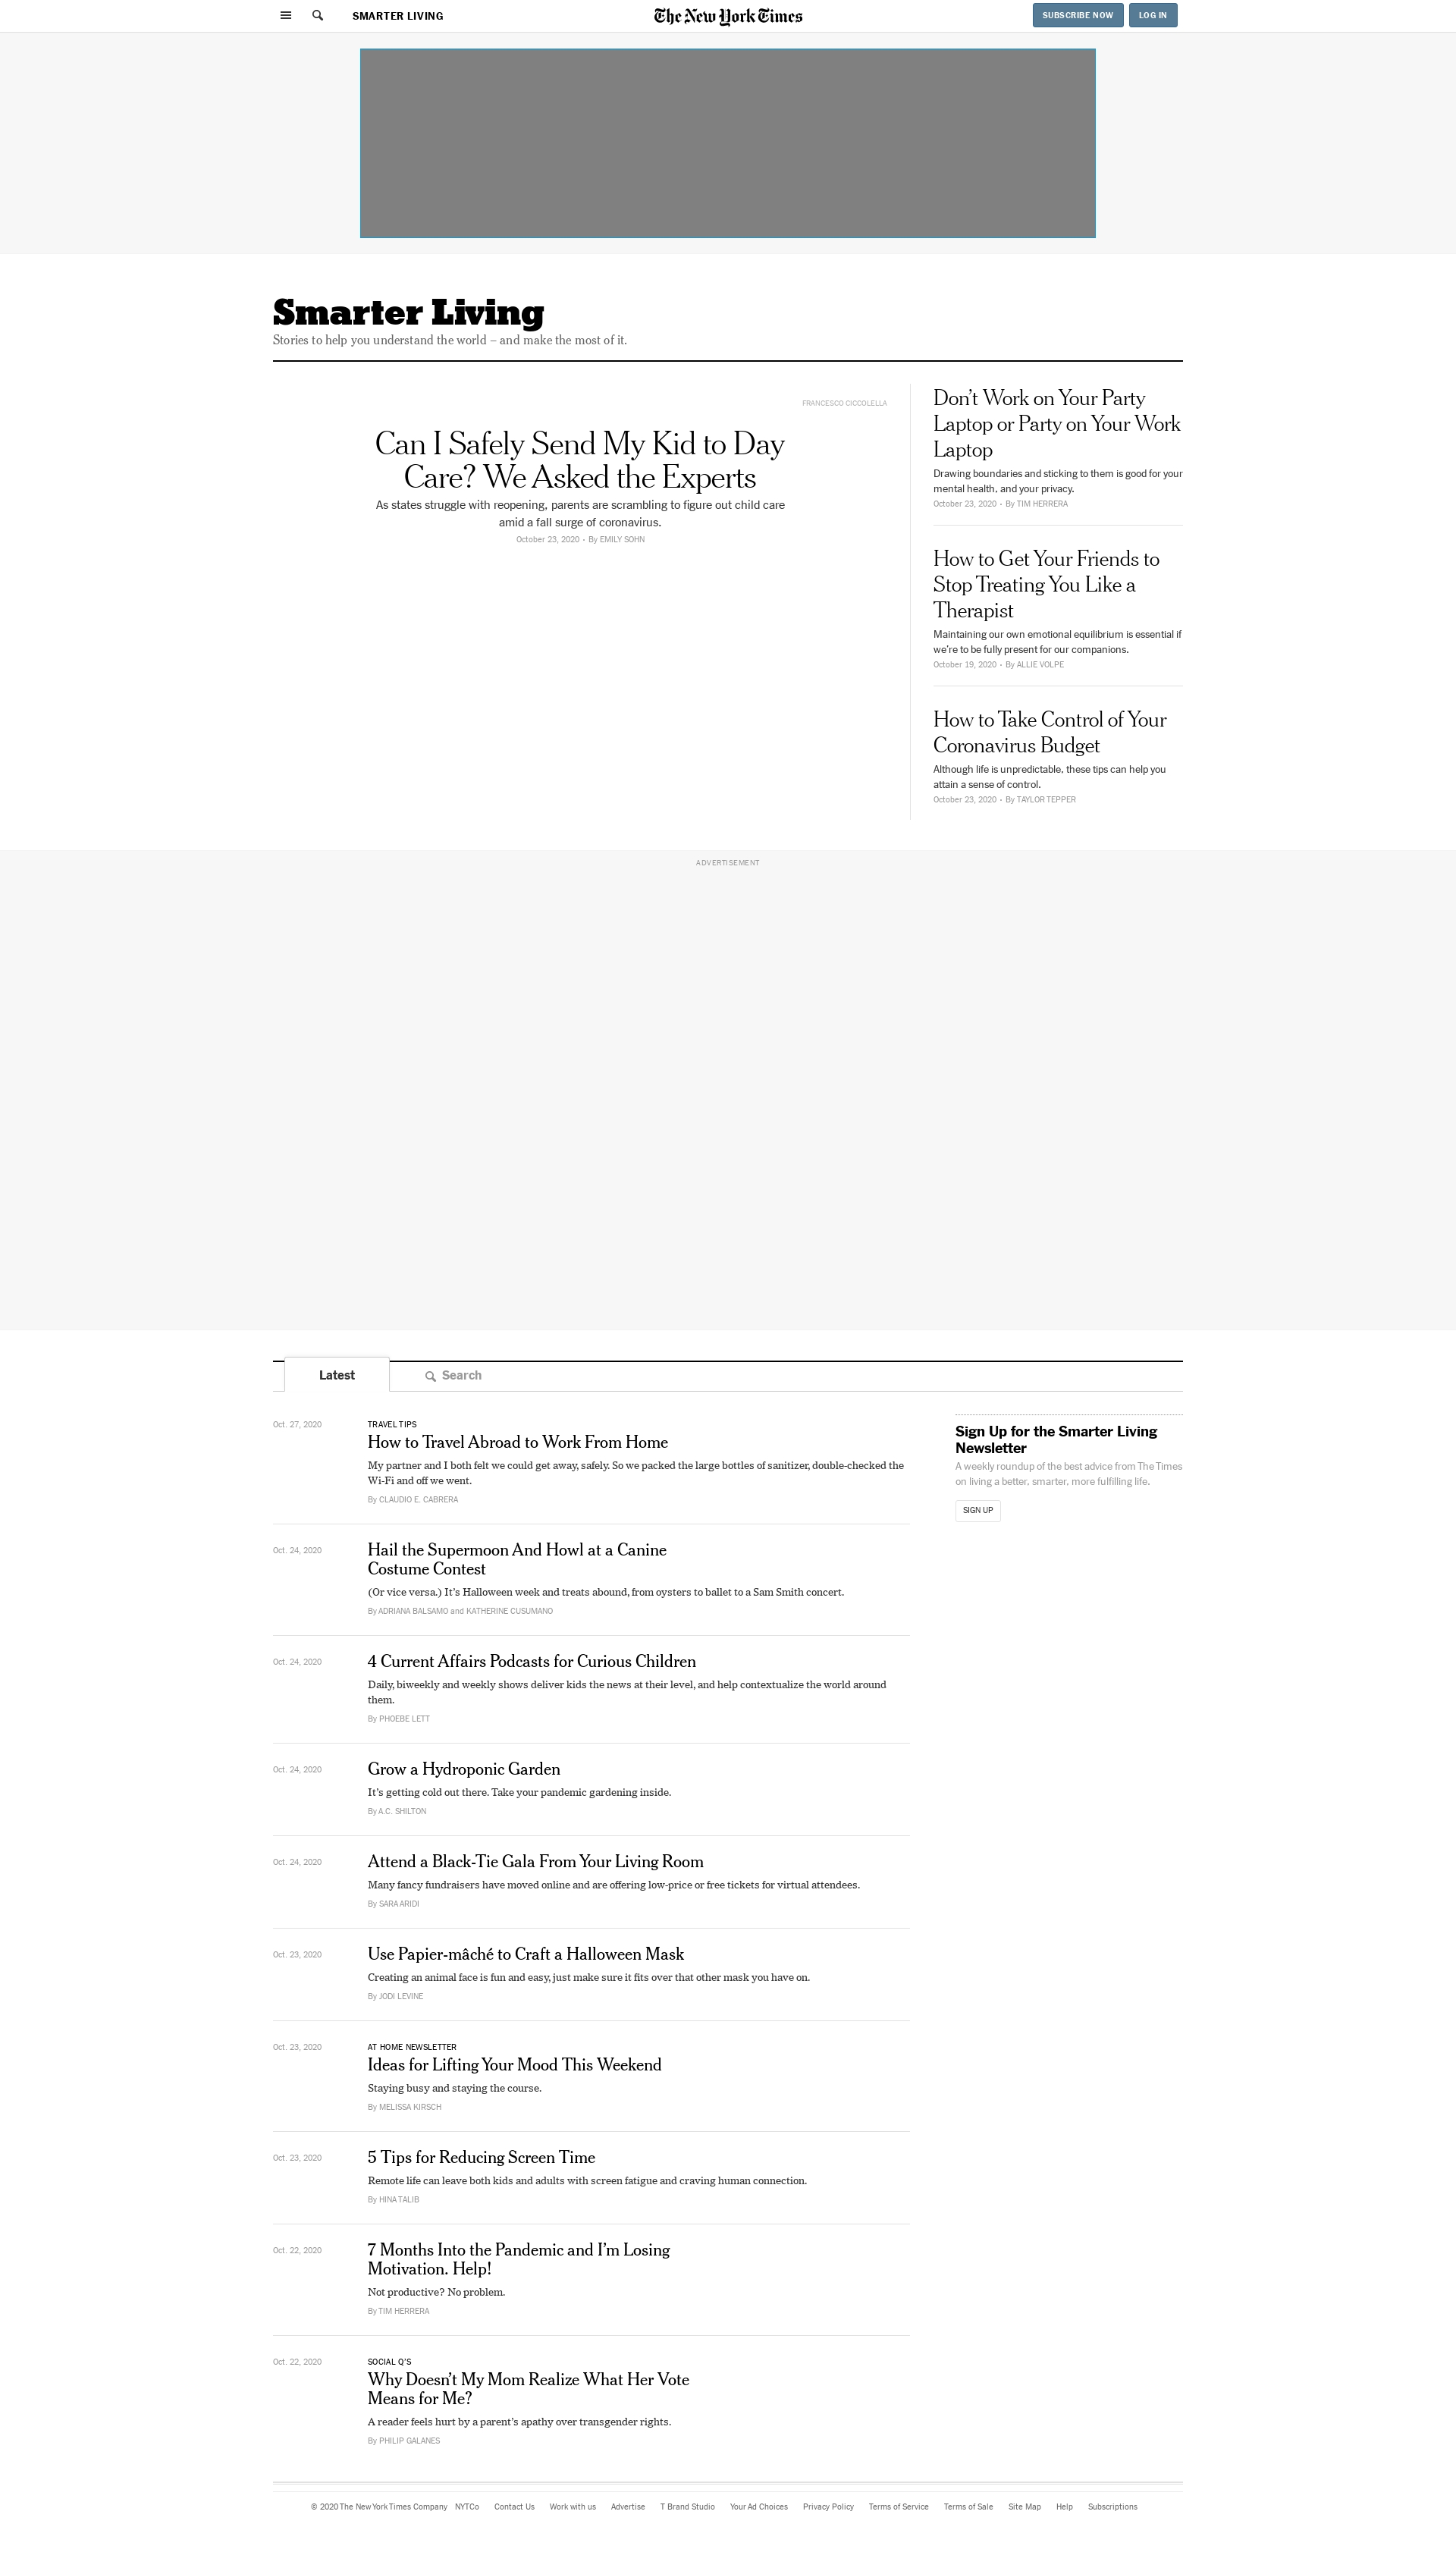 SMARTER LIVING
The New York Times
SUBSCRIBE NOW
LOG IN
Smarter Living
Stories to help you understand the world – and make the most of it.
FRANCESCO CICCOLELLA
Can I Safely Send My Kid to Day
Care? We Asked the Experts
As states struggle with reopening, parents are scrambling to figure out child care
amid a fall surge of coronavirus.
October 23, 2020 • By EMILY SOHN
Don’t Work on Your Party
Laptop or Party on Your Work
Laptop
Drawing boundaries and sticking to them is good for your
mental health, and your privacy.
October 23, 2020 • By TIM HERRERA
How to Get Your Friends to
Stop Treating You Like a
Therapist
Maintaining our own emotional equilibrium is essential if
we’re to be fully present for our companions.
October 19, 2020 • By ALLIE VOLPE
How to Take Control of Your
Coronavirus Budget
Although life is unpredictable, these tips can help you
attain a sense of control.
October 23, 2020 • By TAYLOR TEPPER
ADVERTISEMENT
Latest
Search
Oct. 27, 2020
TRAVEL TIPS
How to Travel Abroad to Work From Home
My partner and I both felt we could get away, safely. So we packed the large bottles of sanitizer, double-checked the
Wi-Fi and off we went.
By CLAUDIO E. CABRERA
Sign Up for the Smarter Living
Newsletter
A weekly roundup of the best advice from The Times
on living a better, smarter, more fulfilling life.
SIGN UP
Oct. 24, 2020
Hail the Supermoon And Howl at a Canine
Costume Contest
(Or vice versa.) It’s Halloween week and treats abound, from oysters to ballet to a Sam Smith concert.
By ADRIANA BALSAMO and KATHERINE CUSUMANO
Oct. 24, 2020
4 Current Affairs Podcasts for Curious Children
Daily, biweekly and weekly shows deliver kids the news at their level, and help contextualize the world around
them.
By PHOEBE LETT
Oct. 24, 2020
Grow a Hydroponic Garden
It’s getting cold out there. Take your pandemic gardening inside.
By A.C. SHILTON
Oct. 24, 2020
Attend a Black-Tie Gala From Your Living Room
Many fancy fundraisers have moved online and are offering low-price or free tickets for virtual attendees.
By SARA ARIDI
Oct. 23, 2020
Use Papier-mâché to Craft a Halloween Mask
Creating an animal face is fun and easy, just make sure it fits over that other mask you have on.
By JODI LEVINE
Oct. 23, 2020
AT HOME NEWSLETTER
Ideas for Lifting Your Mood This Weekend
Staying busy and staying the course.
By MELISSA KIRSCH
Oct. 23, 2020
5 Tips for Reducing Screen Time
Remote life can leave both kids and adults with screen fatigue and craving human connection.
By HINA TALIB
Oct. 22, 2020
7 Months Into the Pandemic and I’m Losing
Motivation. Help!
Not productive? No problem.
By TIM HERRERA
Oct. 22, 2020
SOCIAL Q’S
Why Doesn’t My Mom Realize What Her Vote
Means for Me?
A reader feels hurt by a parent’s apathy over transgender rights.
By PHILIP GALANES
© 2020 The New York Times Company NYTCo Contact Us Work with us Advertise T Brand Studio Your Ad Choices Privacy Policy Terms of Service Terms of Sale Site Map Help Subscriptions